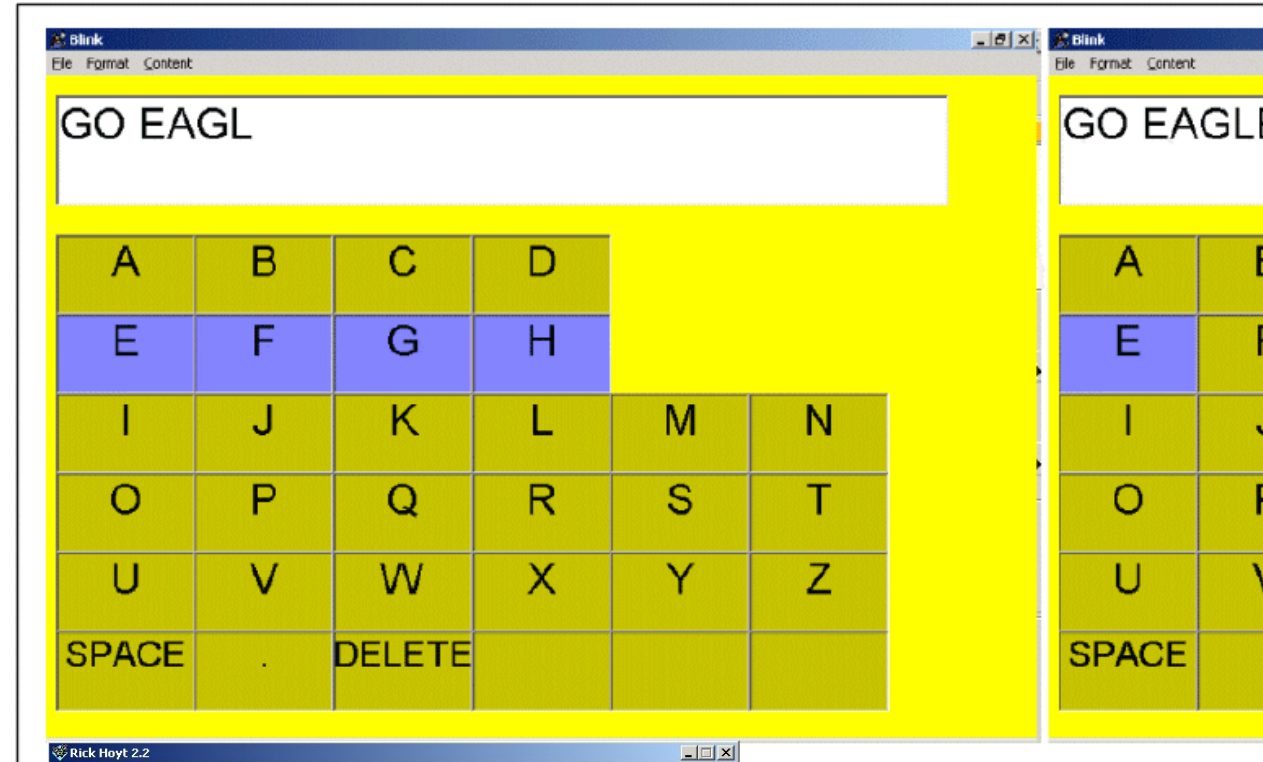 Blink
File Format Content
GO EAGL
A B C D
E F G H
I J K L M N
O P Q R S T
U V W X Y Z
SPACE . DELETE
Blink
File Format Content
GO EAGLE
A
E
I
O
U
SPACE
Rick Hoyt 2.2